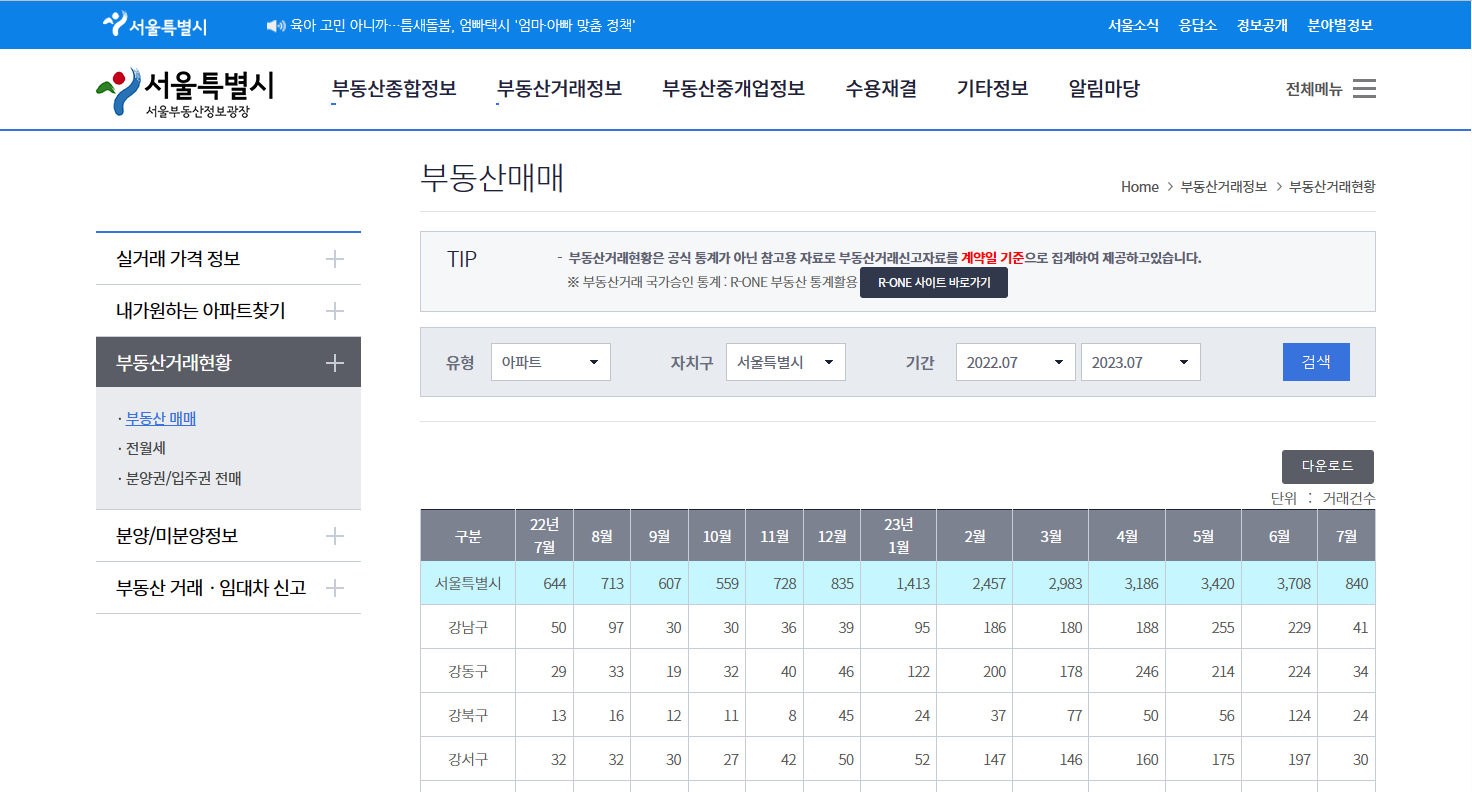 서울특별시
육아 고민 아니까…틈새돌봄, 엄빠택시 '엄마·아빠 맞춤 정책'
서울소식 응답소 정보공개 분야별정보
서울특별시
서울부동산정보광장
부동산종합정보 부동산거래정보 부동산중개업정보 수용재결 기타정보 알림마당
전체메뉴
부동산매매
Home > 부동산거래정보 > 부동산거래현황
실거래 가격 정보
내가원하는 아파트찾기
부동산거래현황
· 부동산 매매
· 전월세
· 분양권/입주권 전매
분양/미분양정보
부동산 거래ㆍ임대차 신고
TIP
- 부동산거래현황은 공식 통계가 아닌 참고용 자료로 부동산거래신고자료를 계약일 기준으로 집계하여 제공하고있습니다.
※ 부동산거래 국가승인 통계 : R-ONE 부동산 통계활용 R-ONE 사이트 바로가기
유형 아파트 자치구 서울특별시 기간 2022.07 2023.07 검색
다운로드
단위 : 거래건수
구분 22년 7월 8월 9월 10월 11월 12월 23년 1월 2월 3월 4월 5월 6월 7월
서울특별시 644 713 607 559 728 835 1,413 2,457 2,983 3,186 3,420 3,708 840
강남구 50 97 30 30 36 39 95 186 180 188 255 229 41
강동구 29 33 19 32 40 46 122 200 178 246 214 224 34
강북구 13 16 12 11 8 45 24 37 77 50 56 124 24
강서구 32 32 30 27 42 50 52 147 146 160 175 197 30